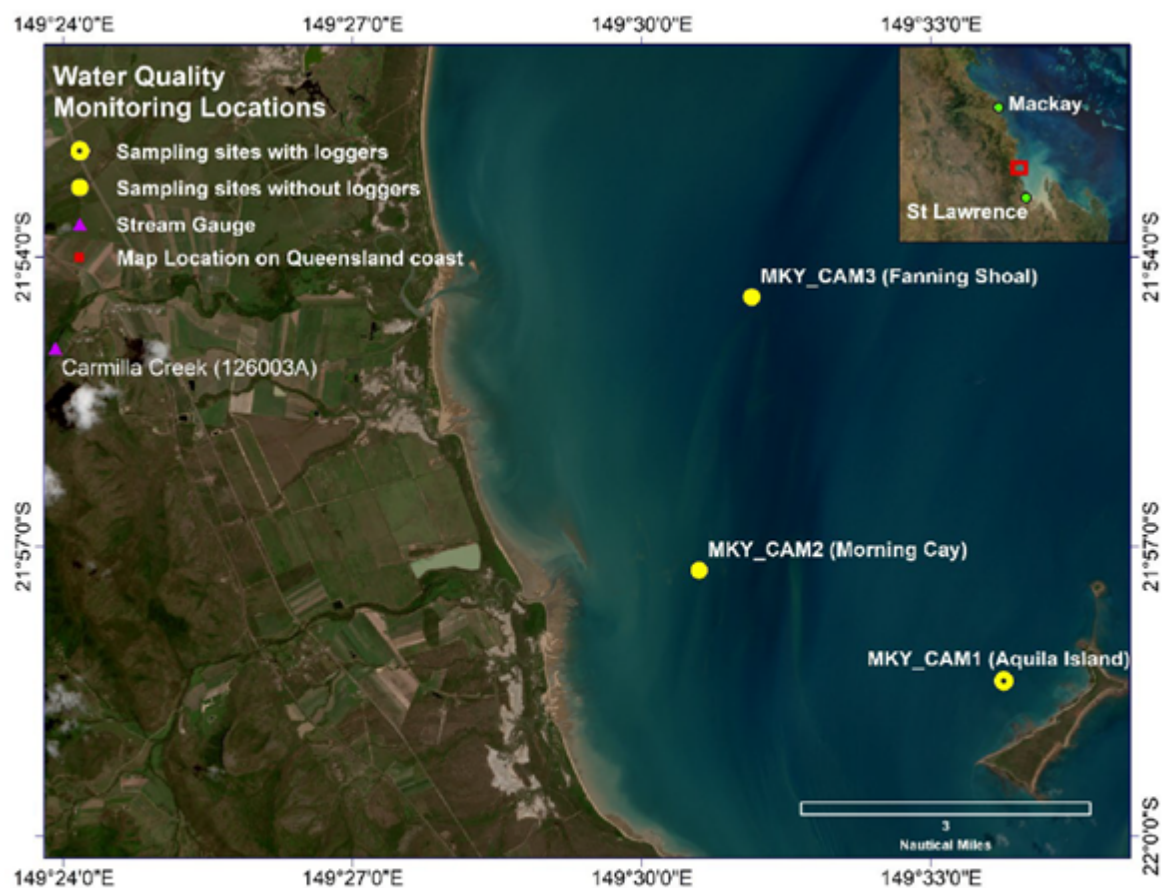 149°24'0"E 149°27'0"E 149°30'0"E 149°33'0"E
Water Quality
Monitoring Locations
Sampling sites with loggers
Sampling sites without loggers
Stream Gauge
Map Location on Queensland coast
Mackay
St Lawrence
21°54'0"S 21°54'0"S
MKY_CAM3 (Fanning Shoal)
Carmilla Creek (126003A)
21°57'0"S 21°57'0"S
MKY_CAM2 (Morning Cay)
MKY_CAM1 (Aquila Island)
3
Nautical Miles
22°0'0"S
149°24'0"E 149°27'0"E 149°30'0"E 149°33'0"E